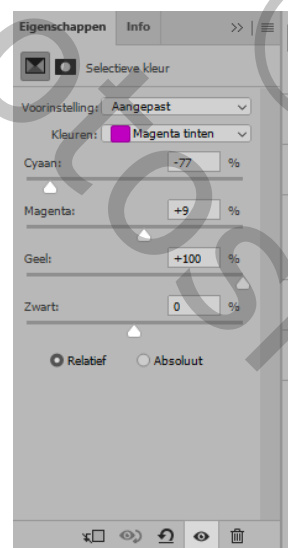 Eigenschappen Info
Selectieve kleur
Voorinstelling: Aangepast
Kleuren: Magenta tinten
Cyaan: -77 %
Magenta: +9 %
Geel: +100 %
Zwart: 0 %
Relatief Absoluut